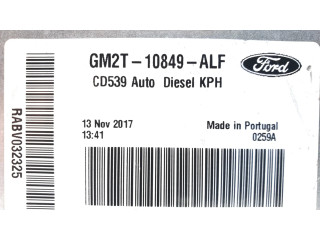 GM2T-10849-ALF
Ford
CD539 Auto Diesel KPH
13 Nov 2017
13:41
Made in Portugal
0259A
RABV032325